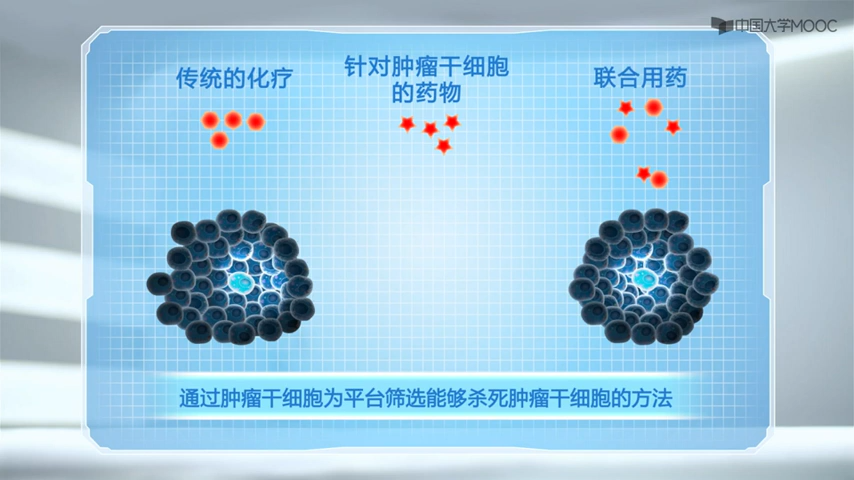 中国大学MOOC
传统的化疗
针对肿瘤干细胞
的药物
联合用药
通过肿瘤干细胞为平台筛选能够杀死肿瘤干细胞的方法